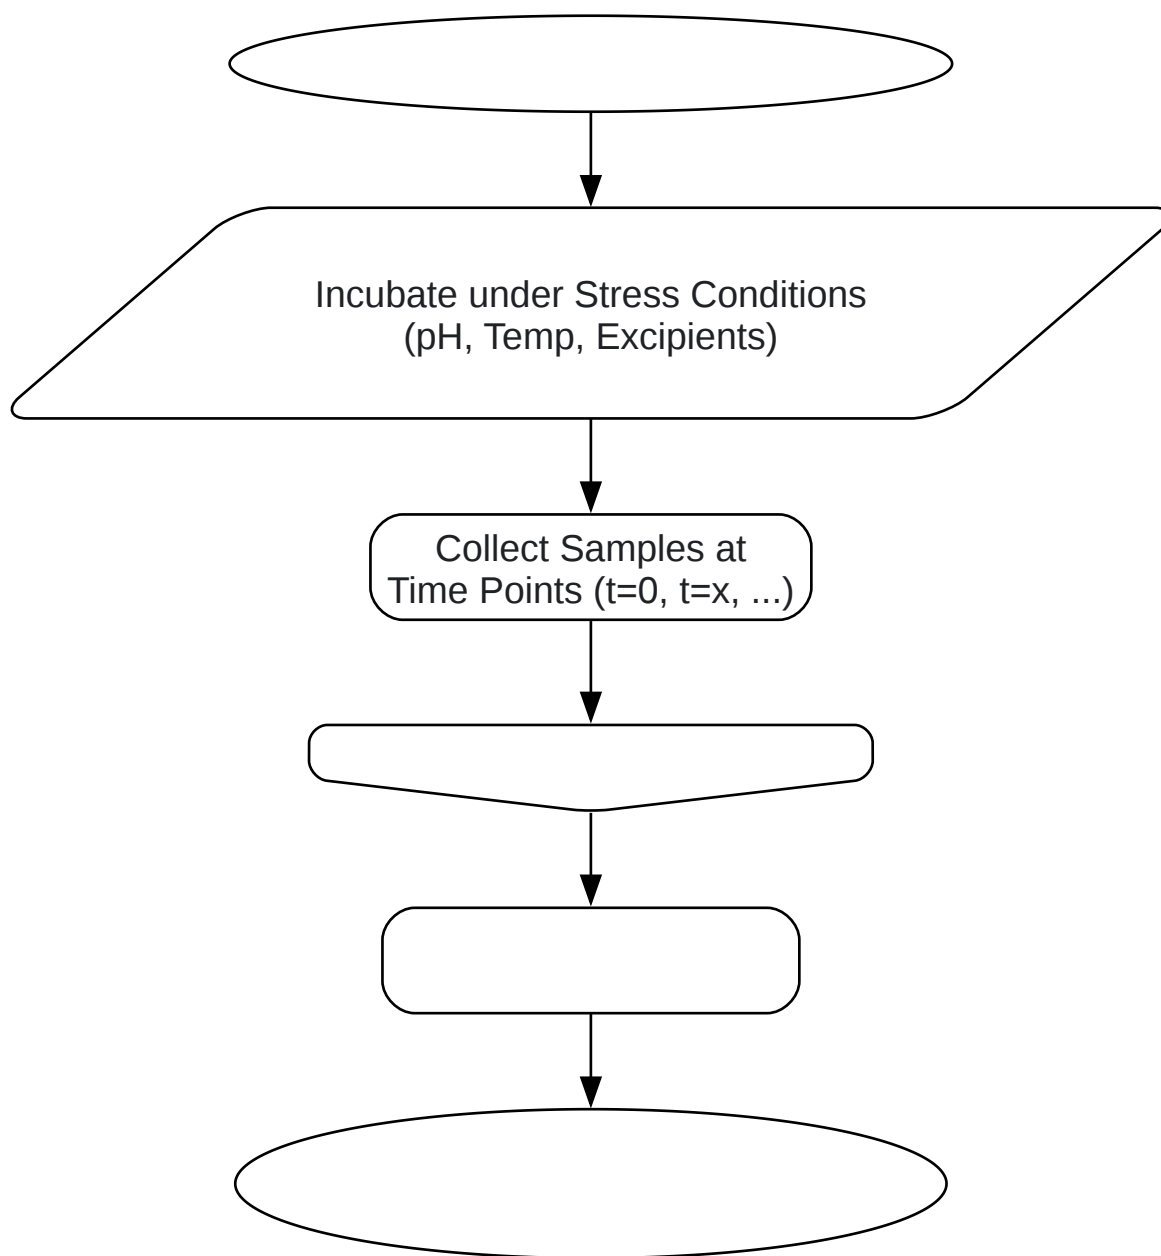 Incubate under Stress Conditions
(pH, Temp, Excipients)
Collect Samples at
Time Points (t=0, t=x, ...)